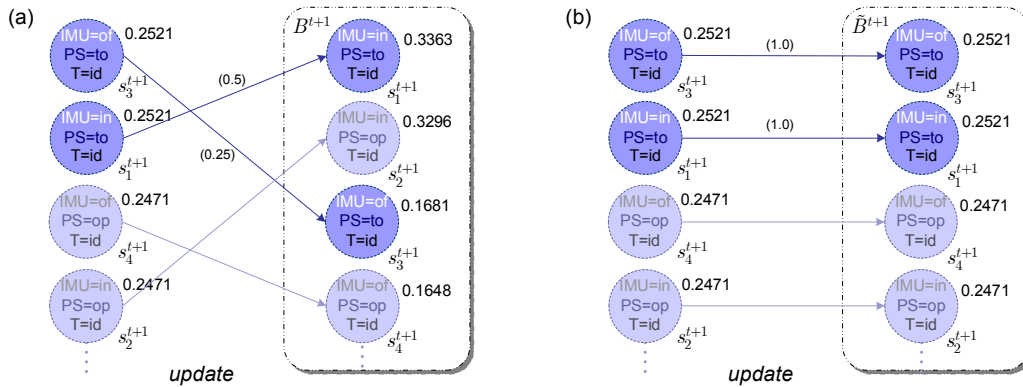 (a)
IMU=of
PS=to
T=id
0.2521
s_3^{t+1}
IMU=in
PS=to
T=id
0.2521
s_1^{t+1}
IMU=of
PS=op
T=id
0.2471
s_4^{t+1}
IMU=in
PS=op
T=id
0.2471
s_2^{t+1}
(0.5)
(0.25)
update
B^{t+1}
IMU=in
PS=to
T=id
0.3363
s_1^{t+1}
IMU=in
PS=op
T=id
0.3296
s_2^{t+1}
IMU=of
PS=to
T=id
0.1681
s_3^{t+1}
IMU=of
PS=op
T=id
0.1648
s_4^{t+1}
(b)
IMU=of
PS=to
T=id
0.2521
s_3^{t+1}
IMU=in
PS=to
T=id
0.2521
s_1^{t+1}
IMU=of
PS=op
T=id
0.2471
s_4^{t+1}
IMU=in
PS=op
T=id
0.2471
s_2^{t+1}
(1.0)
(1.0)
update
B̃^{t+1}
IMU=of
PS=to
T=id
0.2521
s_3^{t+1}
IMU=in
PS=to
T=id
0.2521
s_1^{t+1}
IMU=of
PS=op
T=id
0.2471
s_4^{t+1}
IMU=in
PS=op
T=id
0.2471
s_2^{t+1}